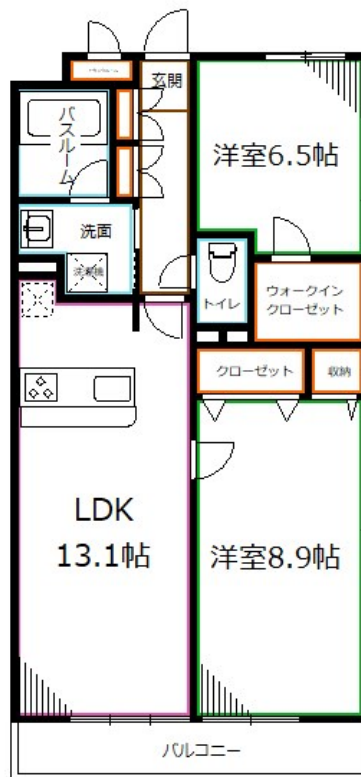 玄関
バスルーム
洋室6.5帖
洗面
洗濯機
トイレ
ウォークイン
クローゼット
クローゼット
収納
LDK
13.1帖
洋室8.9帖
バルコニー